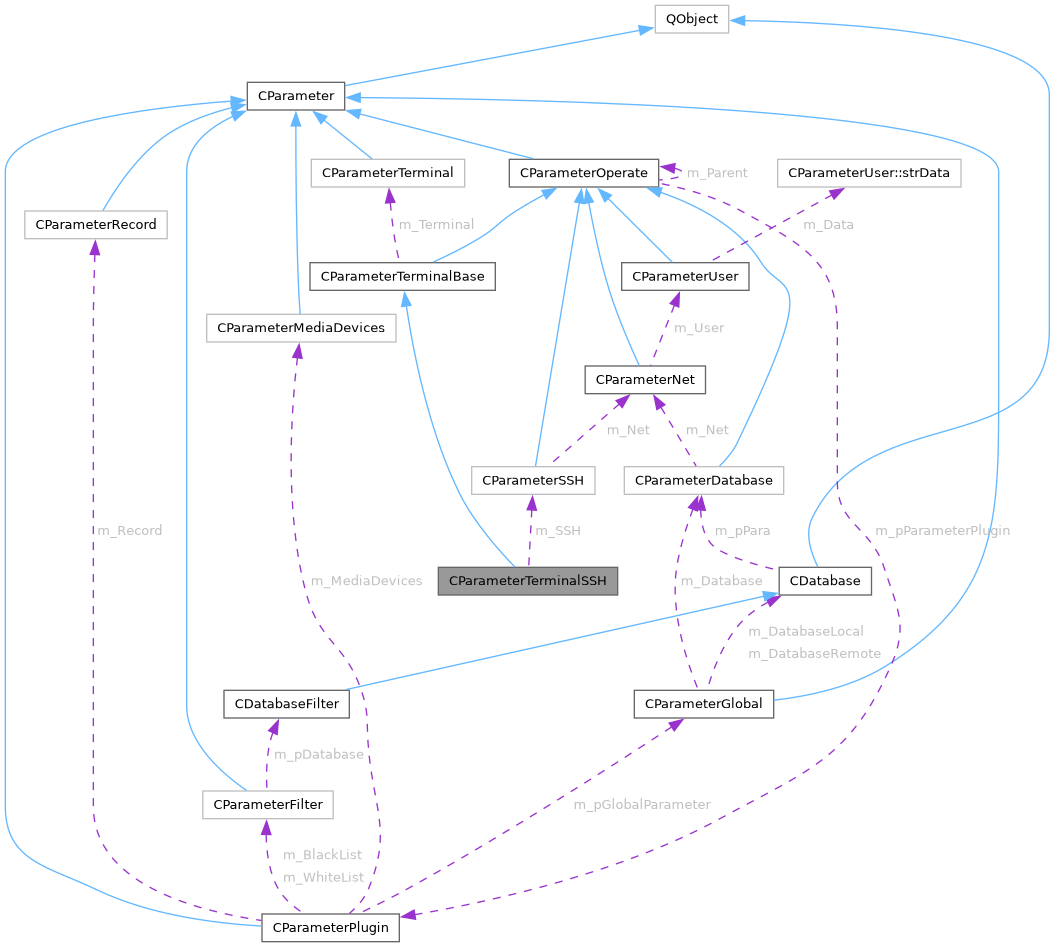 QObject
CParameter
CParameterTerminal
CParameterOperate
m_Parent
CParameterUser::strData
CParameterRecord
m_Terminal
m_Data
CParameterTerminalBase
CParameterUser
CParameterMediaDevices
m_User
CParameterNet
m_Net
m_Net
CParameterSSH
CParameterDatabase
m_Record
m_SSH
m_pPara
m_pParameterPlugin
m_MediaDevices
CParameterTerminalSSH
m_Database
CDatabase
m_DatabaseLocal
m_DatabaseRemote
CDatabaseFilter
CParameterGlobal
m_pDatabase
CParameterFilter
m_pGlobalParameter
m_BlackList
m_WhiteList
CParameterPlugin